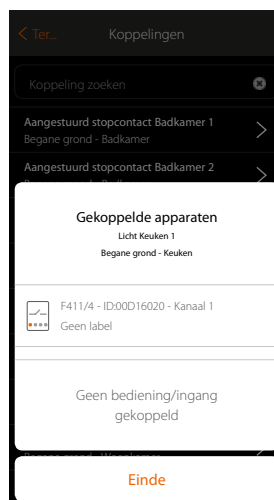 Ter...
Koppelingen
Koppeling zoeken
Aangestuurd stopcontact Badkamer 1
Begane grond - Badkamer
Aangestuurd stopcontact Badkamer 2
Gekoppelde apparaten
Licht Keuken 1
Begane grond - Keuken
F411/4 - ID:00D16020 - Kanaal 1
Geen label
Geen bediening/ingang
gekoppeld
Einde